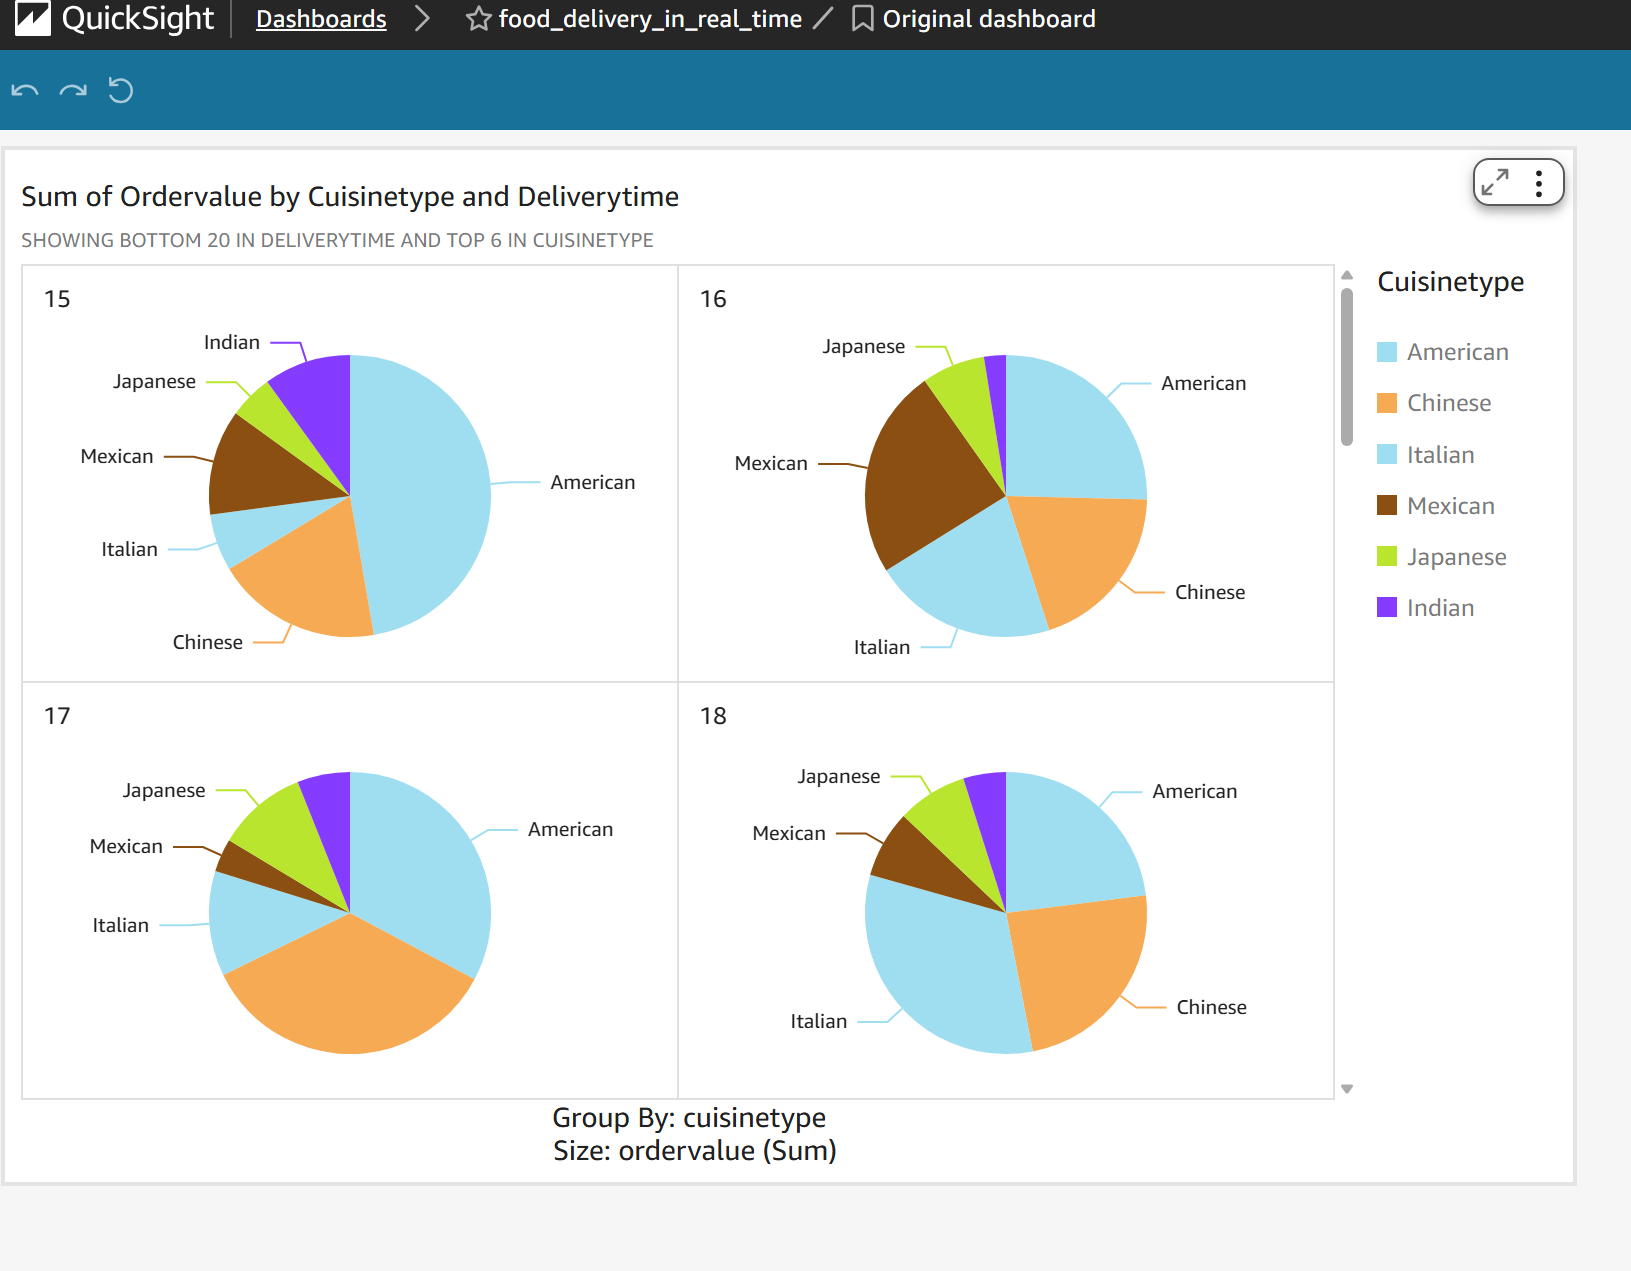 QuickSight Dashboards food_delivery_in_real_time Original dashboard
Sum of Ordervalue by Cuisinetype and Deliverytime
SHOWING BOTTOM 20 IN DELIVERYTIME AND TOP 6 IN CUISINETYPE
15
Indian
Japanese
Mexican
American
Italian
Chinese
16
Japanese
American
Mexican
Chinese
Italian
17
Japanese
American
Mexican
Italian
18
Japanese
American
Mexican
Chinese
Italian
Cuisinetype
American
Chinese
Italian
Mexican
Japanese
Indian
Group By: cuisinetype
Size: ordervalue (Sum)